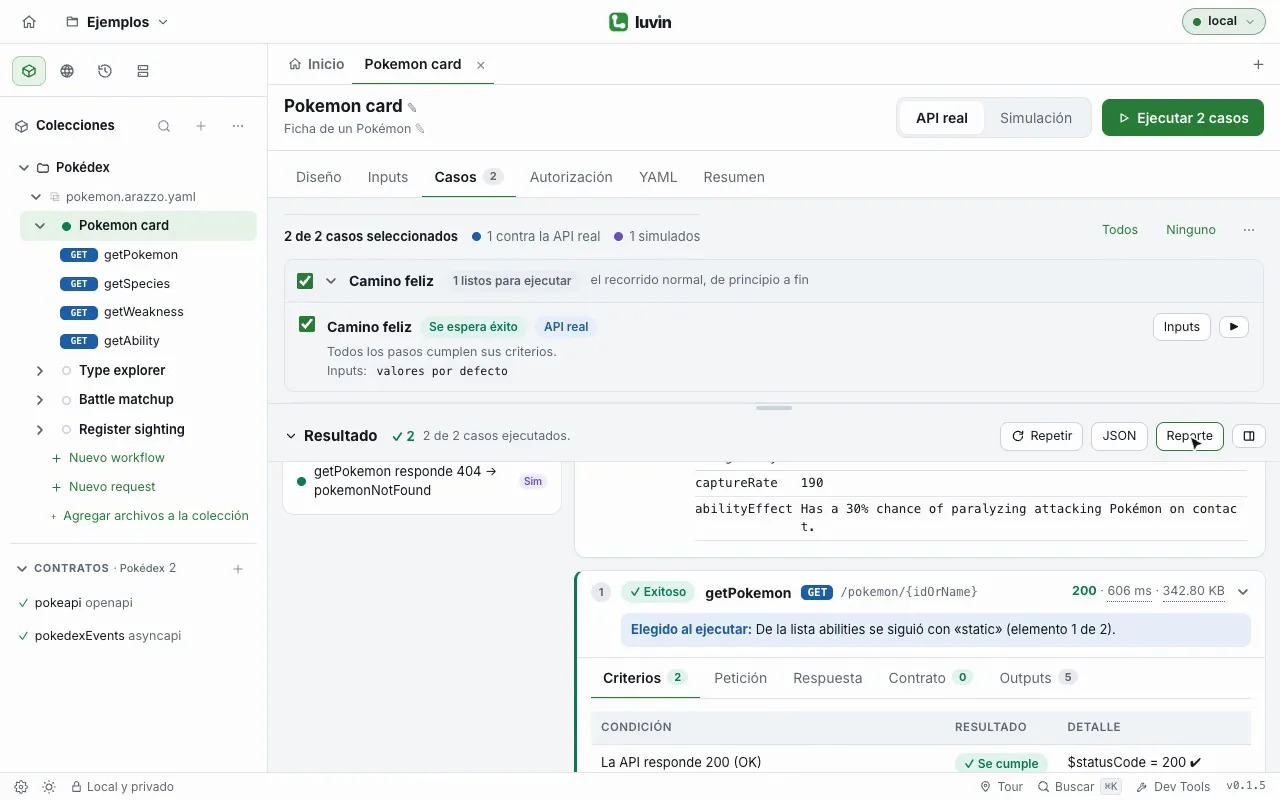 Ejemplos
luvin
local
Inicio
Pokemon card
Pokemon card
Ficha de un Pokémon
API real
Simulación
Ejecutar 2 casos
Colecciones
Pokédex
pokemon.arazzo.yaml
Pokemon card
GET getPokemon
GET getSpecies
GET getWeakness
GET getAbility
Type explorer
Battle matchup
Register sighting
+ Nuevo workflow
+ Nuevo request
+ Agregar archivos a la colección
CONTRATOS · Pokédex 2
pokeapi openapi
pokedexEvents asyncapi
Diseño Inputs Casos 2 Autorización YAML Resumen
2 de 2 casos seleccionados 1 contra la API real 1 simulados
Todos Ninguno
Camino feliz 1 listos para ejecutar el recorrido normal, de principio a fin
Camino feliz Se espera éxito API real
Inputs
Todos los pasos cumplen sus criterios.
Inputs: valores por defecto
Resultado ✓ 2 2 de 2 casos ejecutados.
Repetir JSON Reporte
getPokemon responde 404 →
pokemonNotFound
Sim
captureRate 190
abilityEffect Has a 30% chance of paralyzing attacking Pokémon on contac
t.
1 ✓ Exitoso getPokemon GET /pokemon/{idOrName} 200 · 606 ms · 342.80 KB
Elegido al ejecutar: De la lista abilities se siguió con «static» (elemento 1 de 2).
Criterios 2 Petición Respuesta Contrato 0 Outputs 5
CONDICIÓN RESULTADO DETALLE
La API responde 200 (OK) ✓ Se cumple $statusCode = 200 ✔
Local y privado
Tour Buscar ⌘K Dev Tools v0.1.5